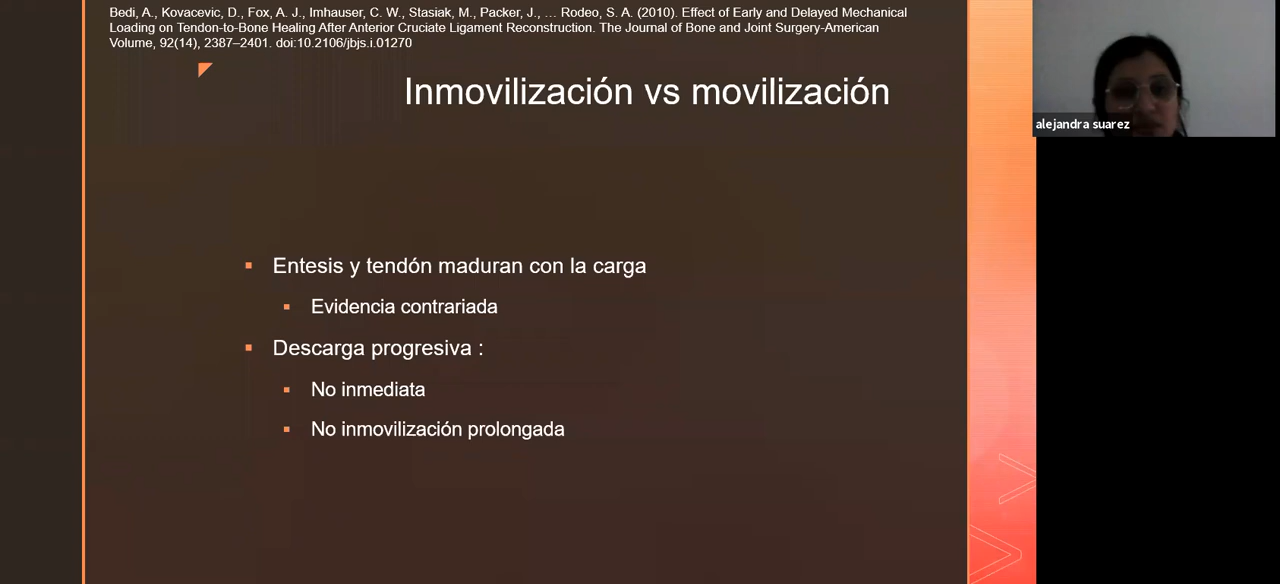 Bedi, A., Kovacevic, D., Fox, A. J., Imhauser, C. W., Stasiak, M., Packer, J., … Rodeo, S. A. (2010). Effect of Early and Delayed Mechanical
Loading on Tendon-to-Bone Healing After Anterior Cruciate Ligament Reconstruction. The Journal of Bone and Joint Surgery-American
Volume, 92(14), 2387–2401. doi:10.2106/jbjs.i.01270
Inmovilización vs movilización
alejandra suarez
Entesis y tendón maduran con la carga
Evidencia contrariada
Descarga progresiva :
No inmediata
No inmovilización prolongada